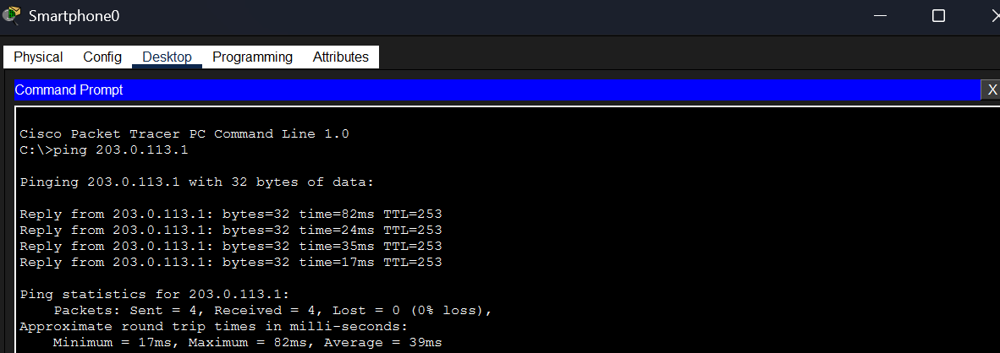 Smartphone0
Physical Config Desktop Programming Attributes
Command Prompt X
Cisco Packet Tracer PC Command Line 1.0
C:\>ping 203.0.113.1
Pinging 203.0.113.1 with 32 bytes of data:
Reply from 203.0.113.1: bytes=32 time=82ms TTL=253
Reply from 203.0.113.1: bytes=32 time=24ms TTL=253
Reply from 203.0.113.1: bytes=32 time=35ms TTL=253
Reply from 203.0.113.1: bytes=32 time=17ms TTL=253
Ping statistics for 203.0.113.1:
    Packets: Sent = 4, Received = 4, Lost = 0 (0% loss),
Approximate round trip times in milli-seconds:
    Minimum = 17ms, Maximum = 82ms, Average = 39ms